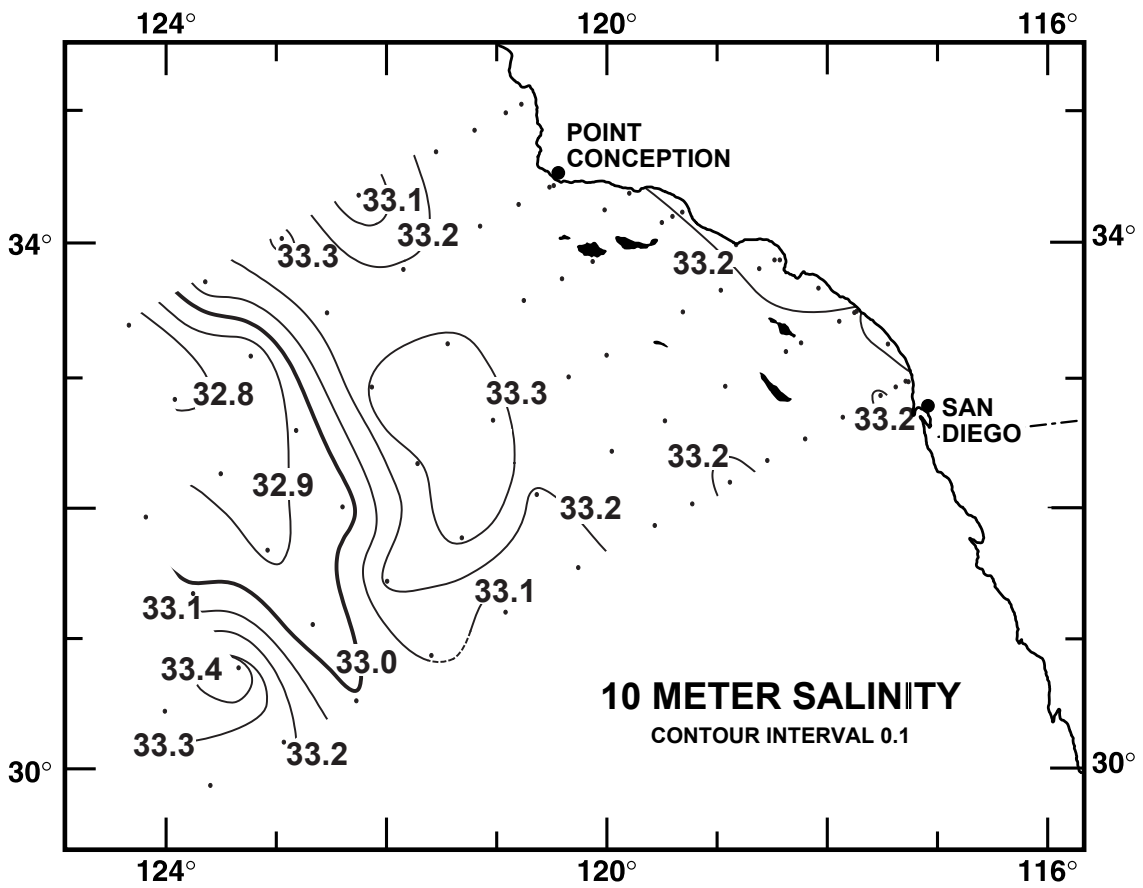 124° 120° 116°
POINT
CONCEPTION
33.1
33.2
34° 34°
33.3
33.2
32.8
33.3
33.2
SAN
DIEGO
33.2
32.9
33.2
33.1
33.1
33.0
33.4
10 METER SALINITY
CONTOUR INTERVAL 0.1
33.3
33.2
30° 30°
124° 120° 116°